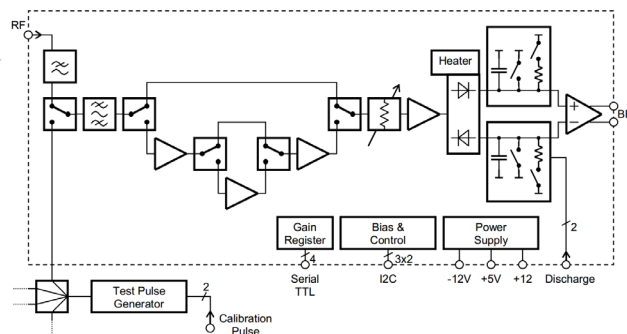 RF
Heater
+
−
2
Gain
Register
Bias &
Control
Power
Supply
4
3x2
Serial
TTL
I2C
-12V
+5V
+12
Discharge
Test Pulse
Generator
2
Calibration
Pulse